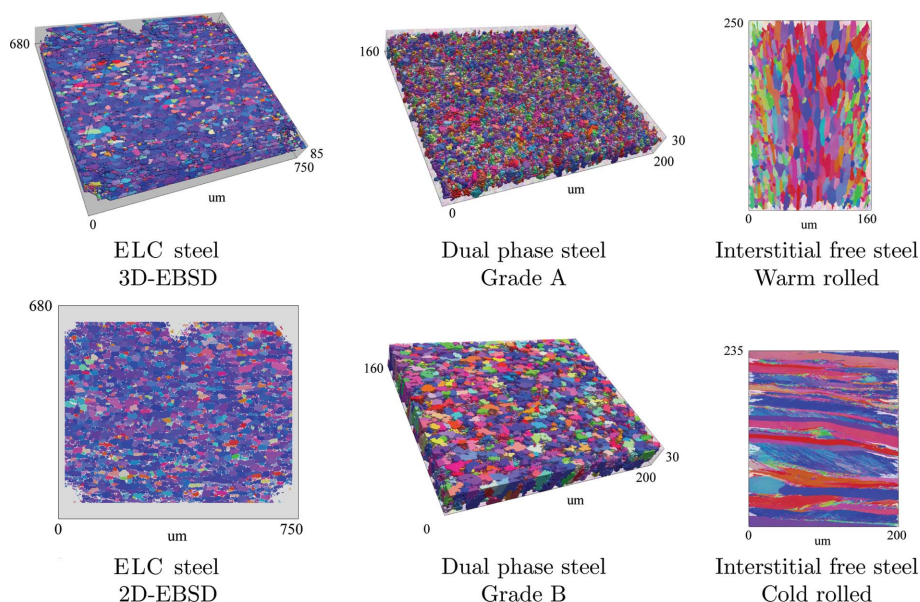 680
85
750
um
0
ELC steel
3D-EBSD
160
30
200
um
0
Dual phase steel
Grade A
250
0
160
um
Interstitial free steel
Warm rolled
680
0
um
750
ELC steel
2D-EBSD
160
30
200
um
0
Dual phase steel
Grade B
235
0
um
200
Interstitial free steel
Cold rolled